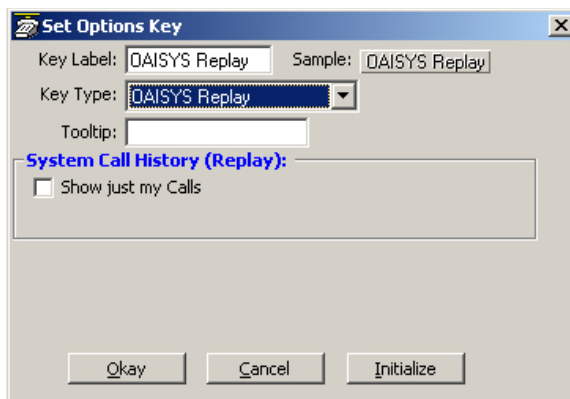 Set Options Key
Key Label: OAISYS Replay Sample: OAISYS Replay
Key Type: OAISYS Replay
Tooltip:
System Call History (Replay):
Show just my Calls
Okay Cancel Initialize